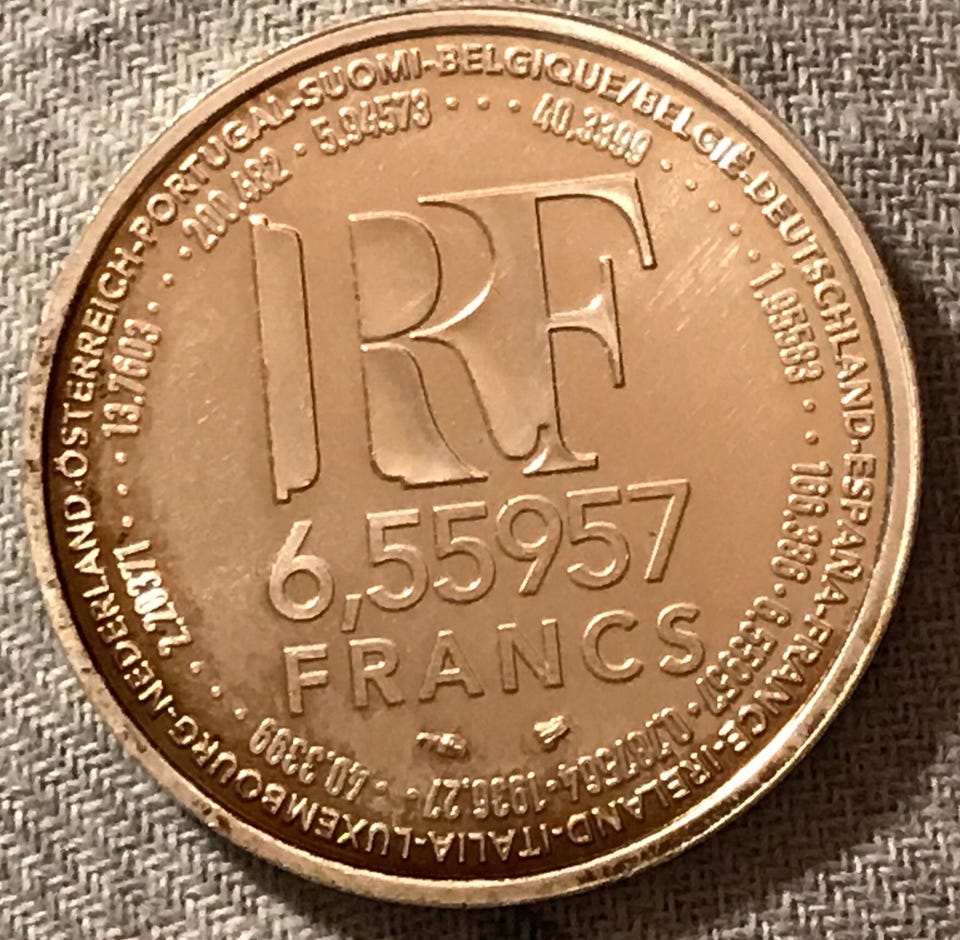 BELGIQUE/BELGIË-DEUTSCHLAND-ESPAÑA-FRANCE-IRELAND-ITALIA-LUXEMBOURG-NEDERLAND-ÖSTERREICH-PORTUGAL-SUOMI-
40,3399 · · · · · 1,95583 · · 166,386 · 6,55957 · 0,787564 · 1936,27 · · 40,3399 · · · · 2,20371 · · 13,7603 · · · · 200,482 · 5,94573 · · · ·
RF
6,55957
FRANCS